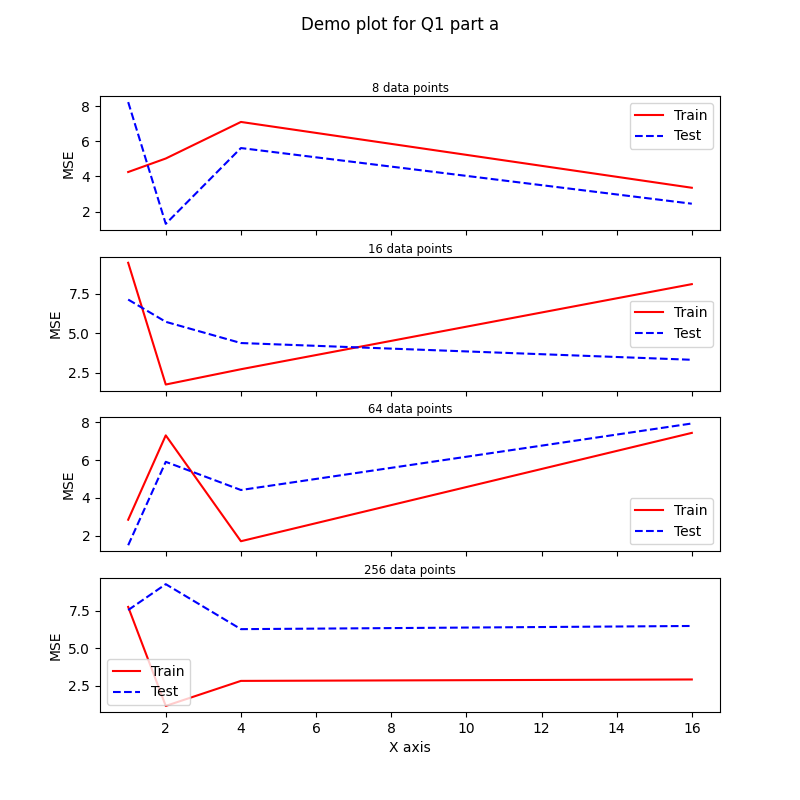 Demo plot for Q1 part a
8 data points
8
6
4
2
MSE
Train
Test
16 data points
7.5
5.0
2.5
MSE
Train
Test
64 data points
8
6
4
2
MSE
Train
Test
256 data points
7.5
5.0
2.5
MSE
Train
Test
2 4 6 8 10 12 14 16
X axis